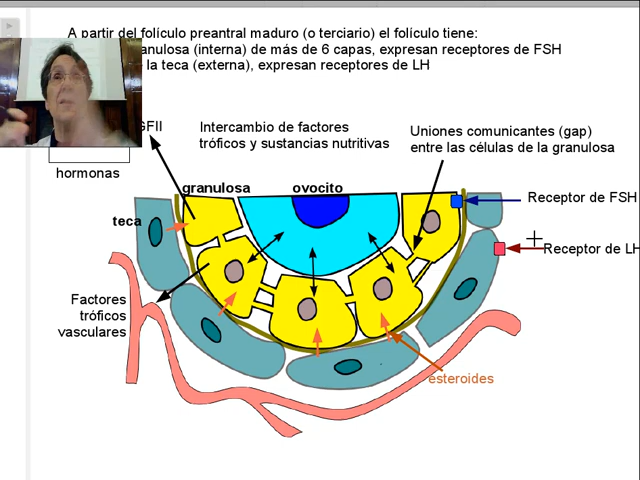 A partir del folículo preantral maduro (o terciario) el folículo tiene:
granulosa (interna) de más de 6 capas, expresan receptores de FSH
la teca (externa), expresan receptores de LH
GFII
Intercambio de factores
tróficos y sustancias nutritivas
Uniones comunicantes (gap)
entre las células de la granulosa
hormonas
granulosa
ovocito
Receptor de FSH
teca
Receptor de LH
Factores
tróficos
vasculares
esteroides